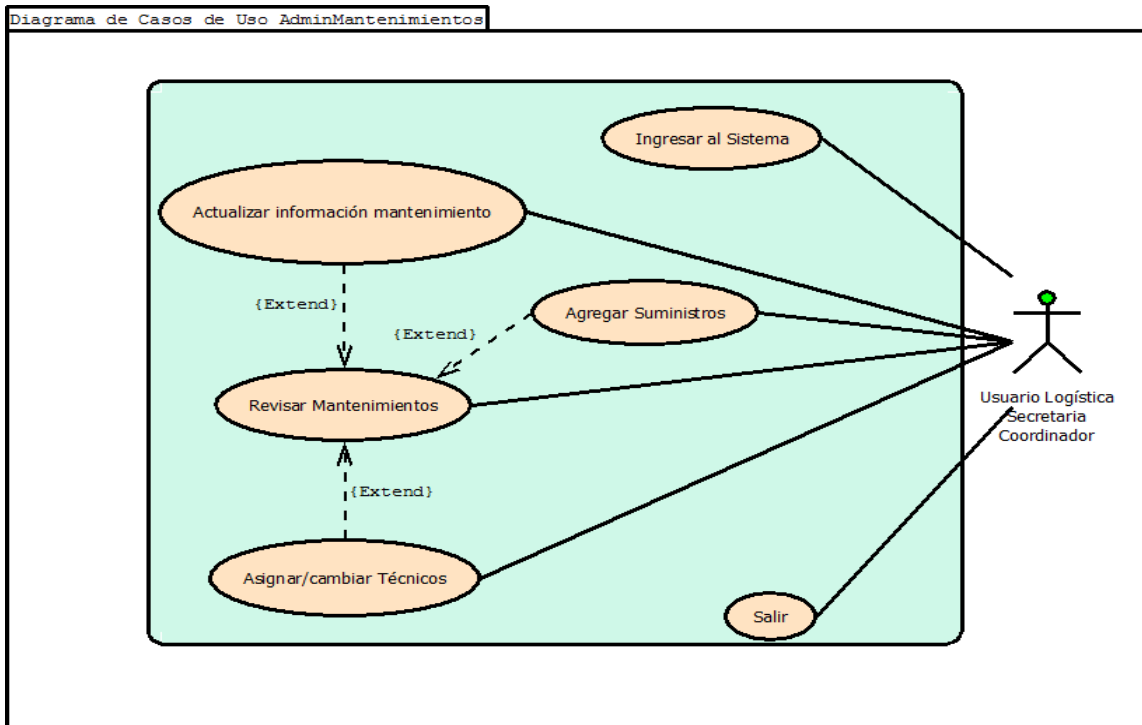 Diagrama de Casos de Uso AdminMantenimientos
Ingresar al Sistema
Actualizar información mantenimiento
{Extend}
Agregar Suministros
{Extend}
Revisar Mantenimientos
Usuario Logística
Secretaria
Coordinador
{Extend}
Asignar/cambiar Técnicos
Salir